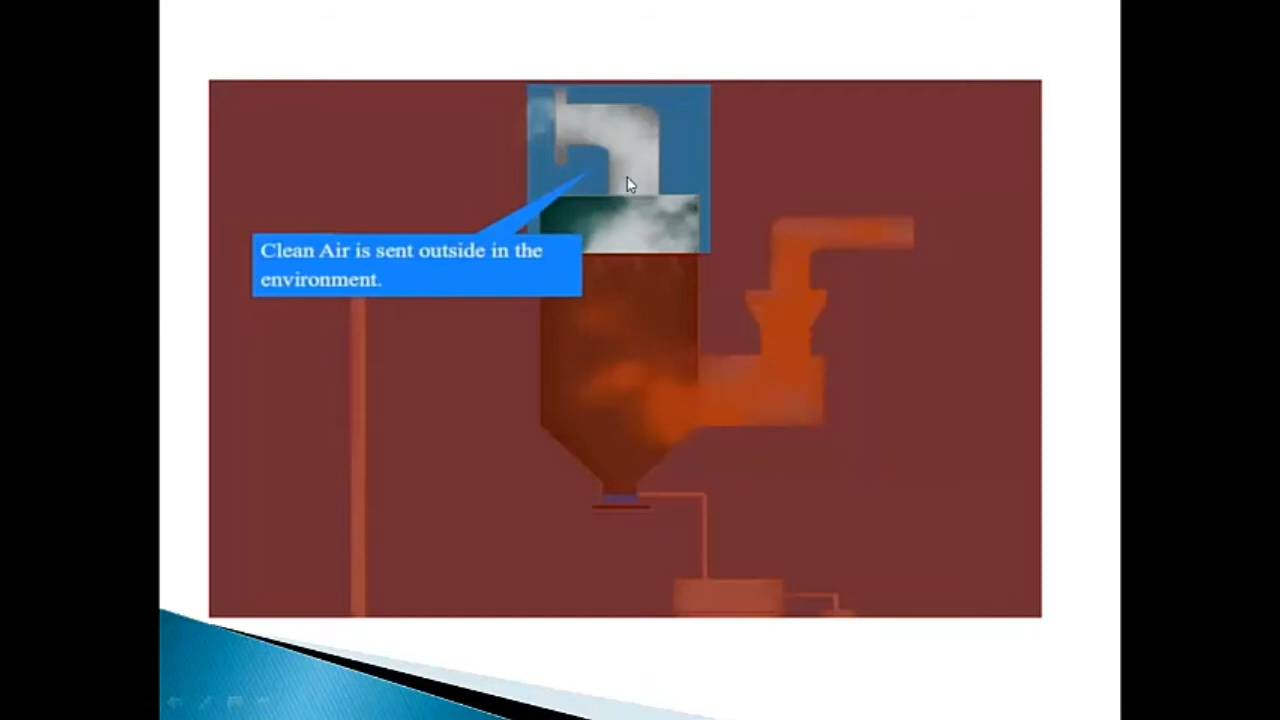 Clean Air is sent outside in the
environment.